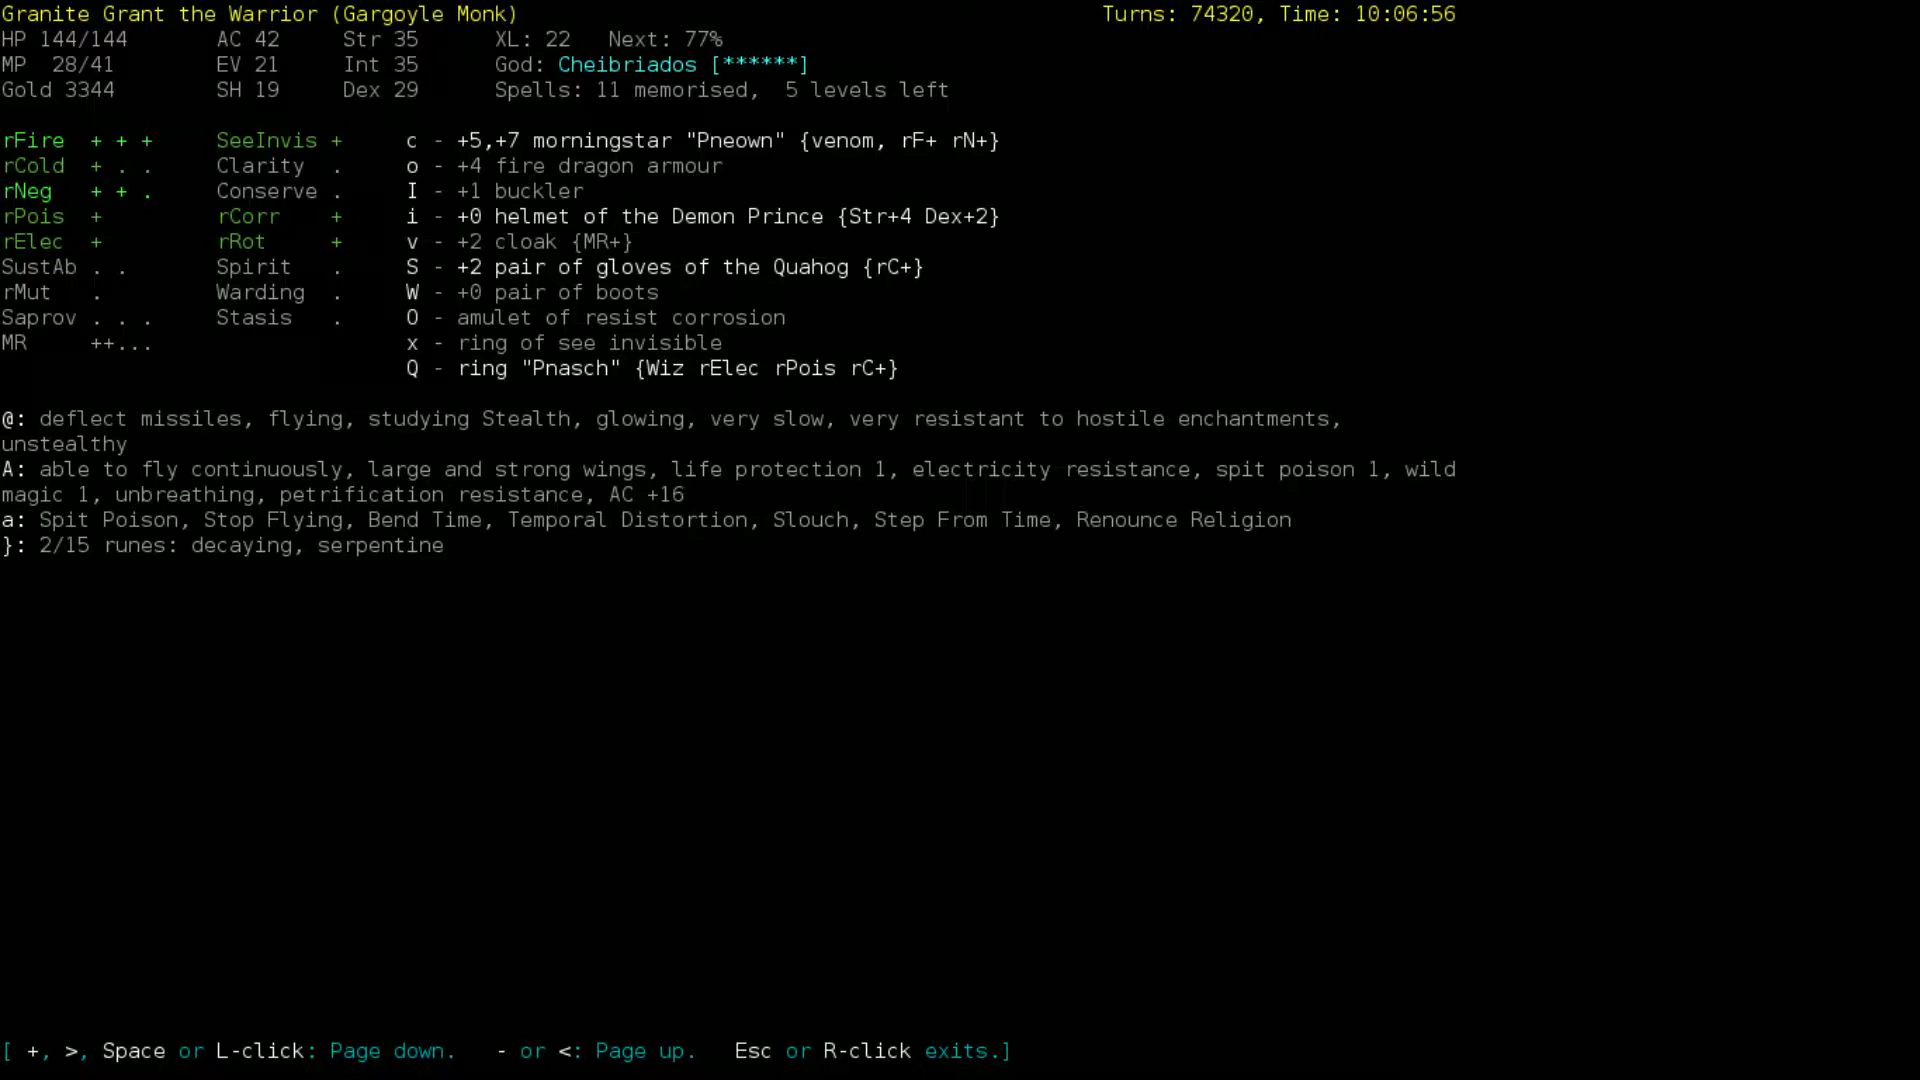 Granite Grant the Warrior (Gargoyle Monk) Turns: 74320, Time: 10:06:56
HP 144/144 AC 42 Str 35 XL: 22 Next: 77%
MP 28/41 EV 21 Int 35 God: Cheibriados [******]
Gold 3344 SH 19 Dex 29 Spells: 11 memorised, 5 levels left
rFire + + + SeeInvis + c - +5,+7 morningstar "Pneown" {venom, rF+ rN+}
rCold + . . Clarity . o - +4 fire dragon armour
rNeg + + . Conserve . I - +1 buckler
rPois + rCorr + i - +0 helmet of the Demon Prince {Str+4 Dex+2}
rElec + rRot + v - +2 cloak {MR+}
SustAb . . Spirit . S - +2 pair of gloves of the Quahog {rC+}
rMut . Warding . W - +0 pair of boots
Saprov . . . Stasis . O - amulet of resist corrosion
MR ++... x - ring of see invisible
Q - ring "Pnasch" {Wiz rElec rPois rC+}
@: deflect missiles, flying, studying Stealth, glowing, very slow, very resistant to hostile enchantments,
unstealthy
A: able to fly continuously, large and strong wings, life protection 1, electricity resistance, spit poison 1, wild
magic 1, unbreathing, petrification resistance, AC +16
a: Spit Poison, Stop Flying, Bend Time, Temporal Distortion, Slouch, Step From Time, Renounce Religion
}: 2/15 runes: decaying, serpentine
[ +, >, Space or L-click: Page down. - or <: Page up. Esc or R-click exits.]